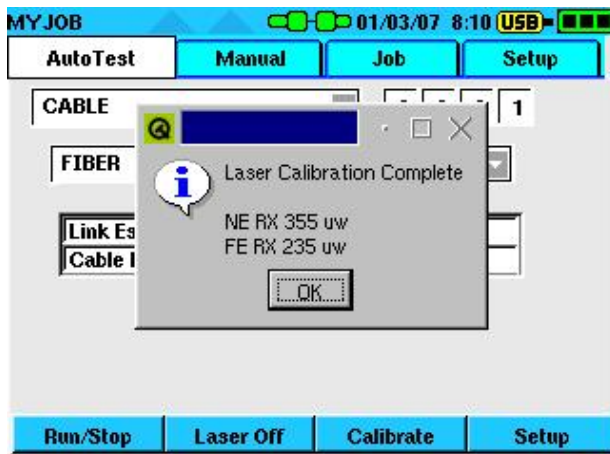 MYJOB 01/03/07 8:10 USB
AutoTest Manual Job Setup
CABLE 1
FIBER
Laser Calibration Complete
NE RX 355 uw
FE RX 235 uw
Link Es
Cable
OK
Run/Stop Laser Off Calibrate Setup